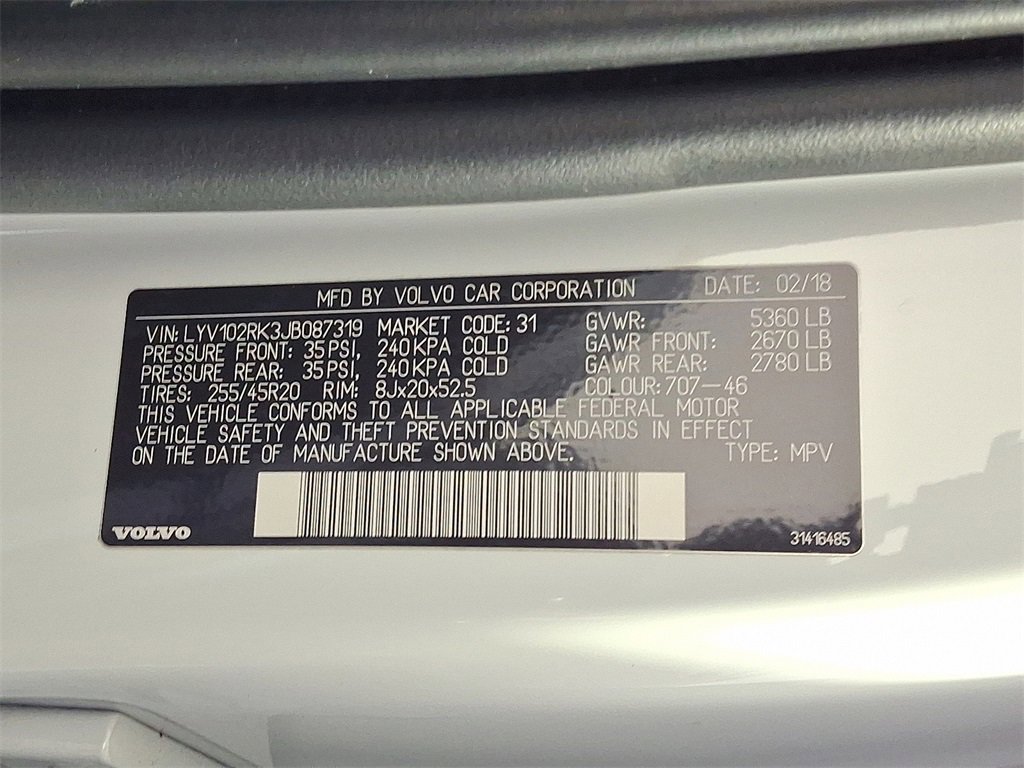 MFD BY VOLVO CAR CORPORATION DATE: 02/18
VIN: LYV102RK3JB087319 MARKET CODE: 31 GVWR: 5360 LB
PRESSURE FRONT: 35 PSI, 240 KPA COLD GAWR FRONT: 2670 LB
PRESSURE REAR: 35 PSI, 240 KPA COLD GAWR REAR: 2780 LB
TIRES: 255/45R20 RIM: 8Jx20x52.5 COLOUR: 707-46
THIS VEHICLE CONFORMS TO ALL APPLICABLE FEDERAL MOTOR
VEHICLE SAFETY AND THEFT PREVENTION STANDARDS IN EFFECT
ON THE DATE OF MANUFACTURE SHOWN ABOVE. TYPE: MPV
VOLVO 31416485